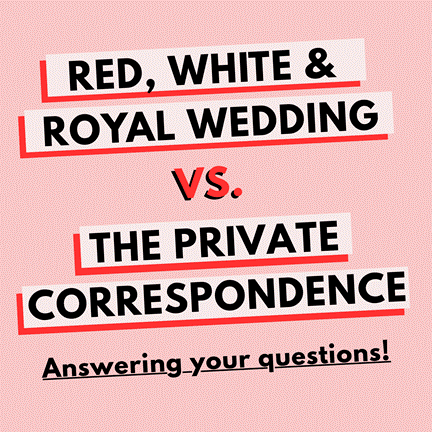 RED, WHITE &
ROYAL WEDDING
VS.
THE PRIVATE
CORRESPONDENCE
Answering your questions!